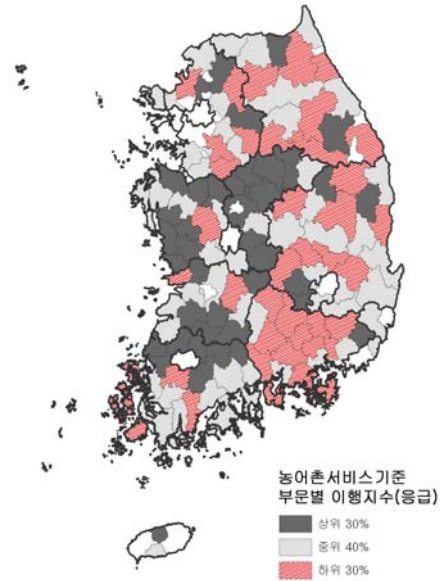 농어촌서비스기준
부문별 이행지수(응급)
상위 30%
중위 40%
하위 30%